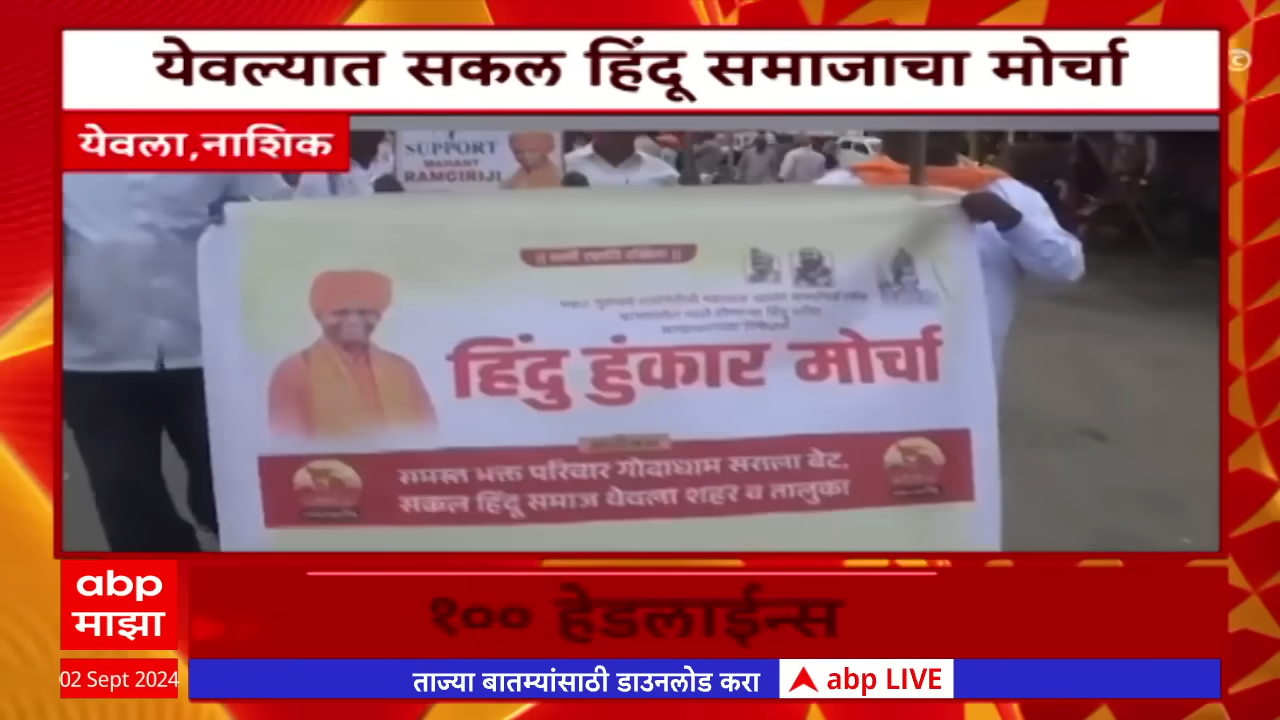 येवल्यात सकल हिंदू समाजाचा मोर्चा
©
येवला,नाशिक
SUPPORT
MAHANT
RAMGIRIJI
हिंदु हुंकार मोर्चा
समस्त भक्त परिवार गोदाधाम सराला बेट,
सकल हिंदू समाज येवला शहर व तालुका
abp
माझा
१०० हेडलाईन्स
02 Sept 2024
ताज्या बातम्यांसाठी डाउनलोड करा
abp LIVE